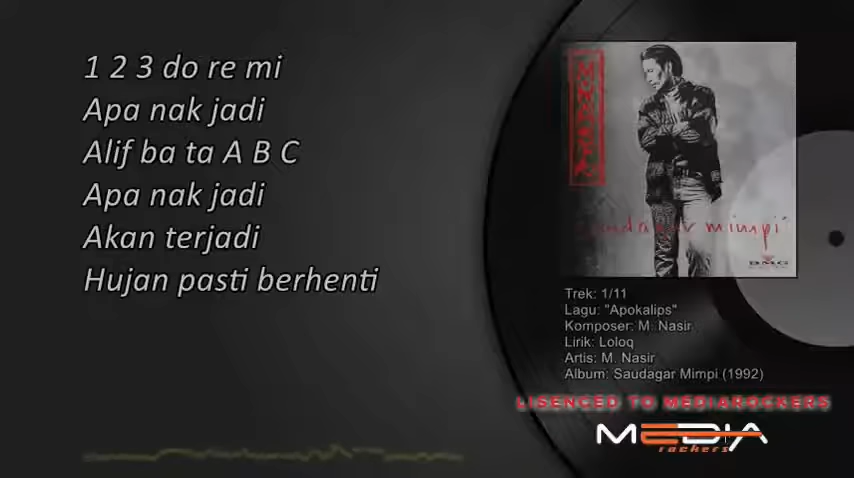 1 2 3 do re mi
Apa nak jadi
Alif ba ta A B C
Apa nak jadi
Akan terjadi
Hujan pasti berhenti
saudagar mimpi
BMG
Trek: 1/11
Lagu: "Apokalips"
Komposer: M. Nasir
Lirik: Loloq
Artis: M. Nasir
Album: Saudagar Mimpi (1992)
LISENCED TO MEDIAROCKERS
MEDIA
rockers